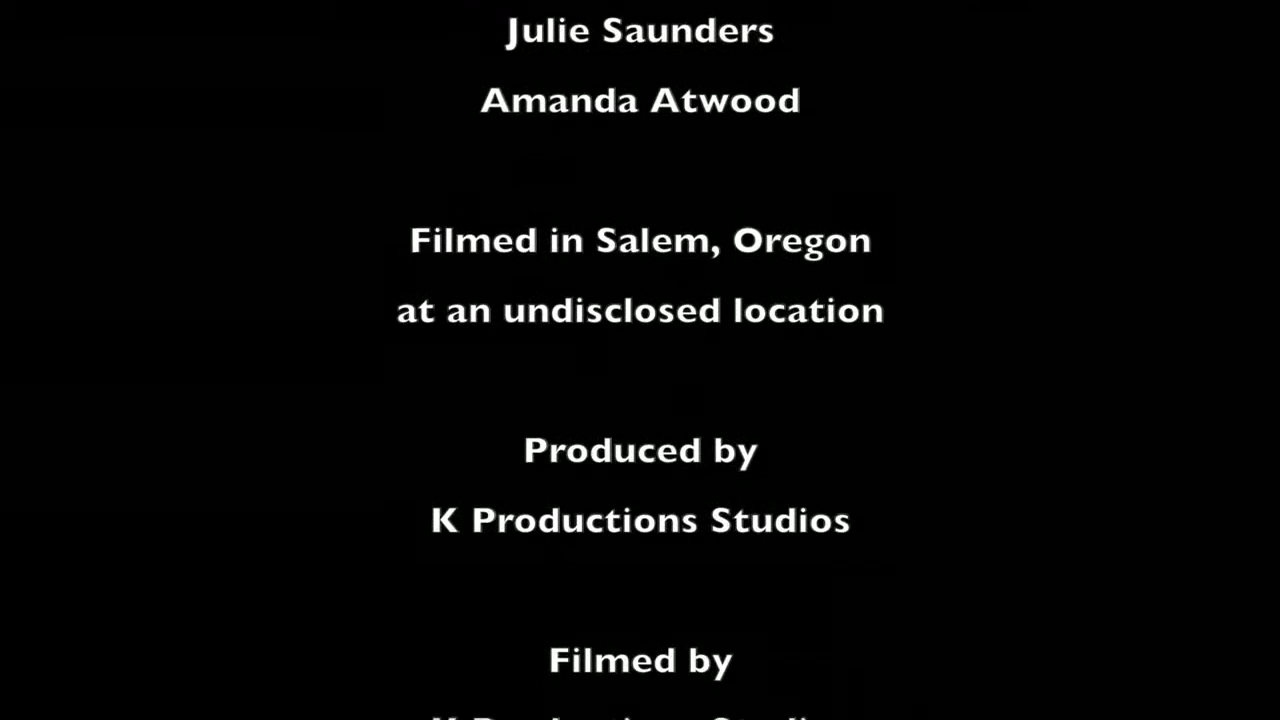 Julie Saunders
Amanda Atwood
Filmed in Salem, Oregon
at an undisclosed location
Produced by
K Productions Studios
Filmed by